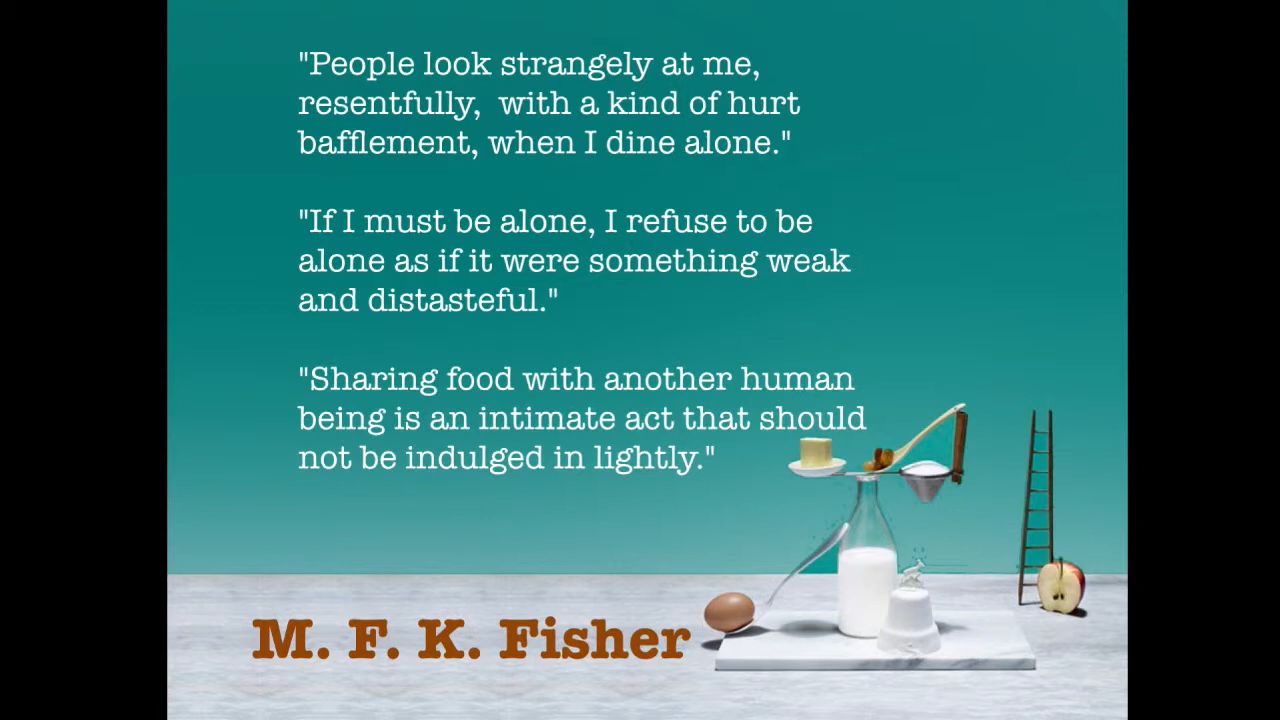 "People look strangely at me,
resentfully,  with a kind of hurt
bafflement, when I dine alone."
"If I must be alone, I refuse to be
alone as if it were something weak
and distasteful."
"Sharing food with another human
being is an intimate act that should
not be indulged in lightly."
M. F. K. Fisher